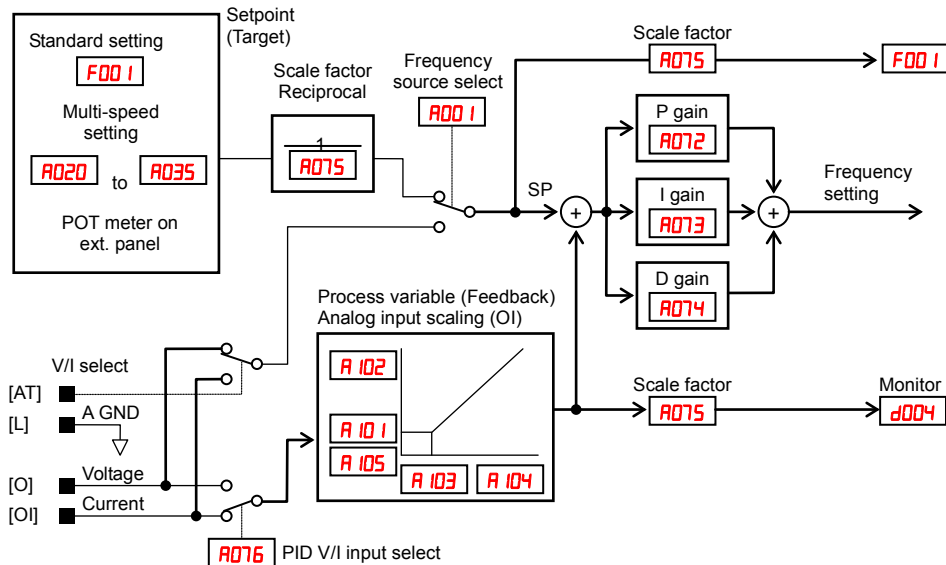 Setpoint
(Target)
Standard setting
F001
Multi-speed
setting
A020 to A035
POT meter on
ext. panel
Scale factor
Reciprocal
1
A075
Frequency
source select
A001
Scale factor
A075
F001
SP
+
P gain
A072
I gain
A073
D gain
A074
+
Frequency
setting
Process variable (Feedback)
Analog input scaling (OI)
A102
A101
A105
A103
A104
Scale factor
A075
Monitor
d004
V/I select
[AT]
A GND
[L]
Voltage
[O]
Current
[OI]
A076
PID V/I input select